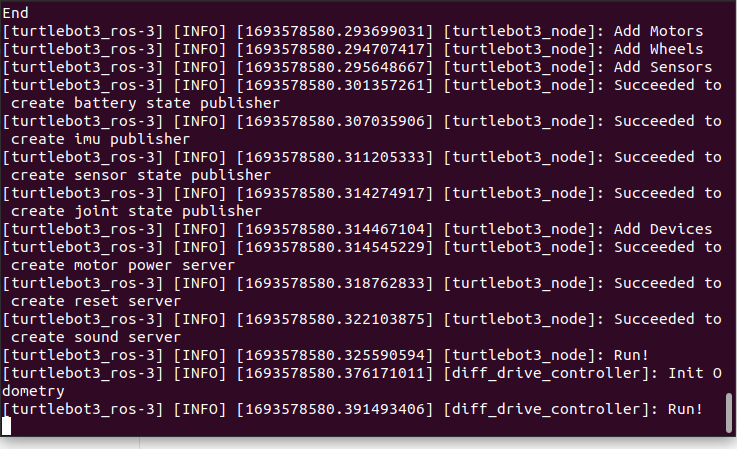 End
[turtlebot3_ros-3] [INFO] [1693578580.293699031] [turtlebot3_node]: Add Motors
[turtlebot3_ros-3] [INFO] [1693578580.294707417] [turtlebot3_node]: Add Wheels
[turtlebot3_ros-3] [INFO] [1693578580.295648667] [turtlebot3_node]: Add Sensors
[turtlebot3_ros-3] [INFO] [1693578580.301357261] [turtlebot3_node]: Succeeded to
 create battery state publisher
[turtlebot3_ros-3] [INFO] [1693578580.307035906] [turtlebot3_node]: Succeeded to
 create imu publisher
[turtlebot3_ros-3] [INFO] [1693578580.311205333] [turtlebot3_node]: Succeeded to
 create sensor state publisher
[turtlebot3_ros-3] [INFO] [1693578580.314274917] [turtlebot3_node]: Succeeded to
 create joint state publisher
[turtlebot3_ros-3] [INFO] [1693578580.314467104] [turtlebot3_node]: Add Devices
[turtlebot3_ros-3] [INFO] [1693578580.314545229] [turtlebot3_node]: Succeeded to
 create motor power server
[turtlebot3_ros-3] [INFO] [1693578580.318762833] [turtlebot3_node]: Succeeded to
 create reset server
[turtlebot3_ros-3] [INFO] [1693578580.322103875] [turtlebot3_node]: Succeeded to
 create sound server
[turtlebot3_ros-3] [INFO] [1693578580.325590594] [turtlebot3_node]: Run!
[turtlebot3_ros-3] [INFO] [1693578580.376171011] [diff_drive_controller]: Init O
dometry
[turtlebot3_ros-3] [INFO] [1693578580.391493406] [diff_drive_controller]: Run!